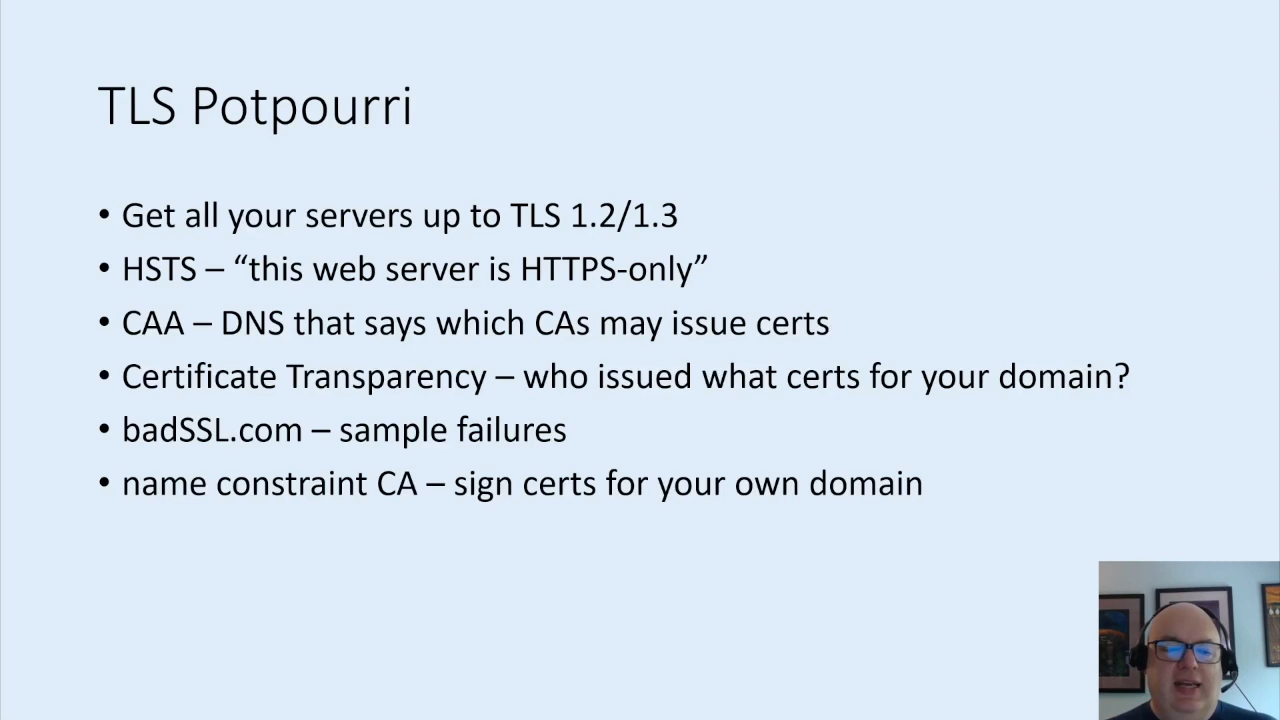 TLS Potpourri
• Get all your servers up to TLS 1.2/1.3
• HSTS – “this web server is HTTPS-only”
• CAA – DNS that says which CAs may issue certs
• Certificate Transparency – who issued what certs for your domain?
• badSSL.com – sample failures
• name constraint CA – sign certs for your own domain